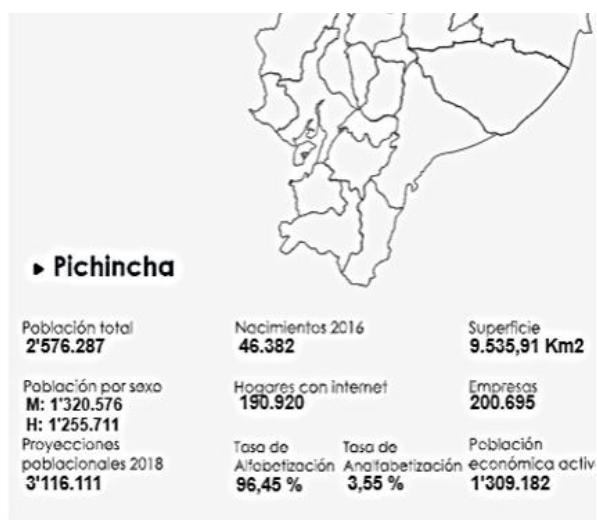 ▸ Pichincha
Población total
2'576.287
Nacimientos 2016
46.382
Superficie
9.535,91 Km2
Población por sexo
M: 1'320.576
H: 1'255.711
Hogares con internet
190.920
Empresas
200.695
Proyecciones
poblacionales 2018
3'116.111
Tasa de
Alfabetización
96,45 %
Tasa de
Analfabetización
3,55 %
Población
económica activ
1'309.182